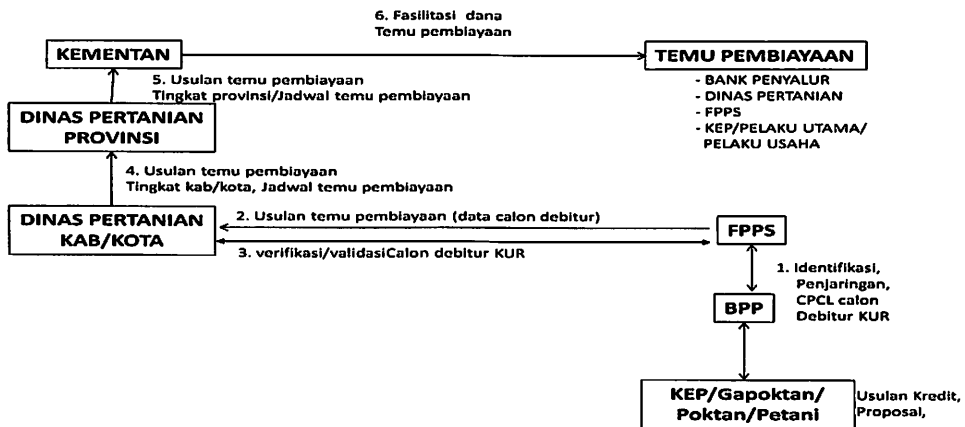 6. Fasilitasi dana
Temu pembiayaan
KEMENTAN
TEMU PEMBIAYAAN
- BANK PENYALUR
- DINAS PERTANIAN
- FPPS
- KEP/PELAKU UTAMA/
PELAKU USAHA
5. Usulan temu pembiayaan
Tingkat provinsi/Jadwal temu pembiayaan
DINAS PERTANIAN
PROVINSI
4. Usulan temu pembiayaan
Tingkat kab/kota, Jadwal temu pembiayaan
DINAS PERTANIAN
KAB/KOTA
2. Usulan temu pembiayaan (data calon debitur)
3. verifikasi/validasiCalon debitur KUR
FPPS
1. Identifikasi,
Penjaringan,
CPCL calon
Debitur KUR
BPP
KEP/Gapoktan/
Poktan/Petani
Usulan Kredit,
Proposal,